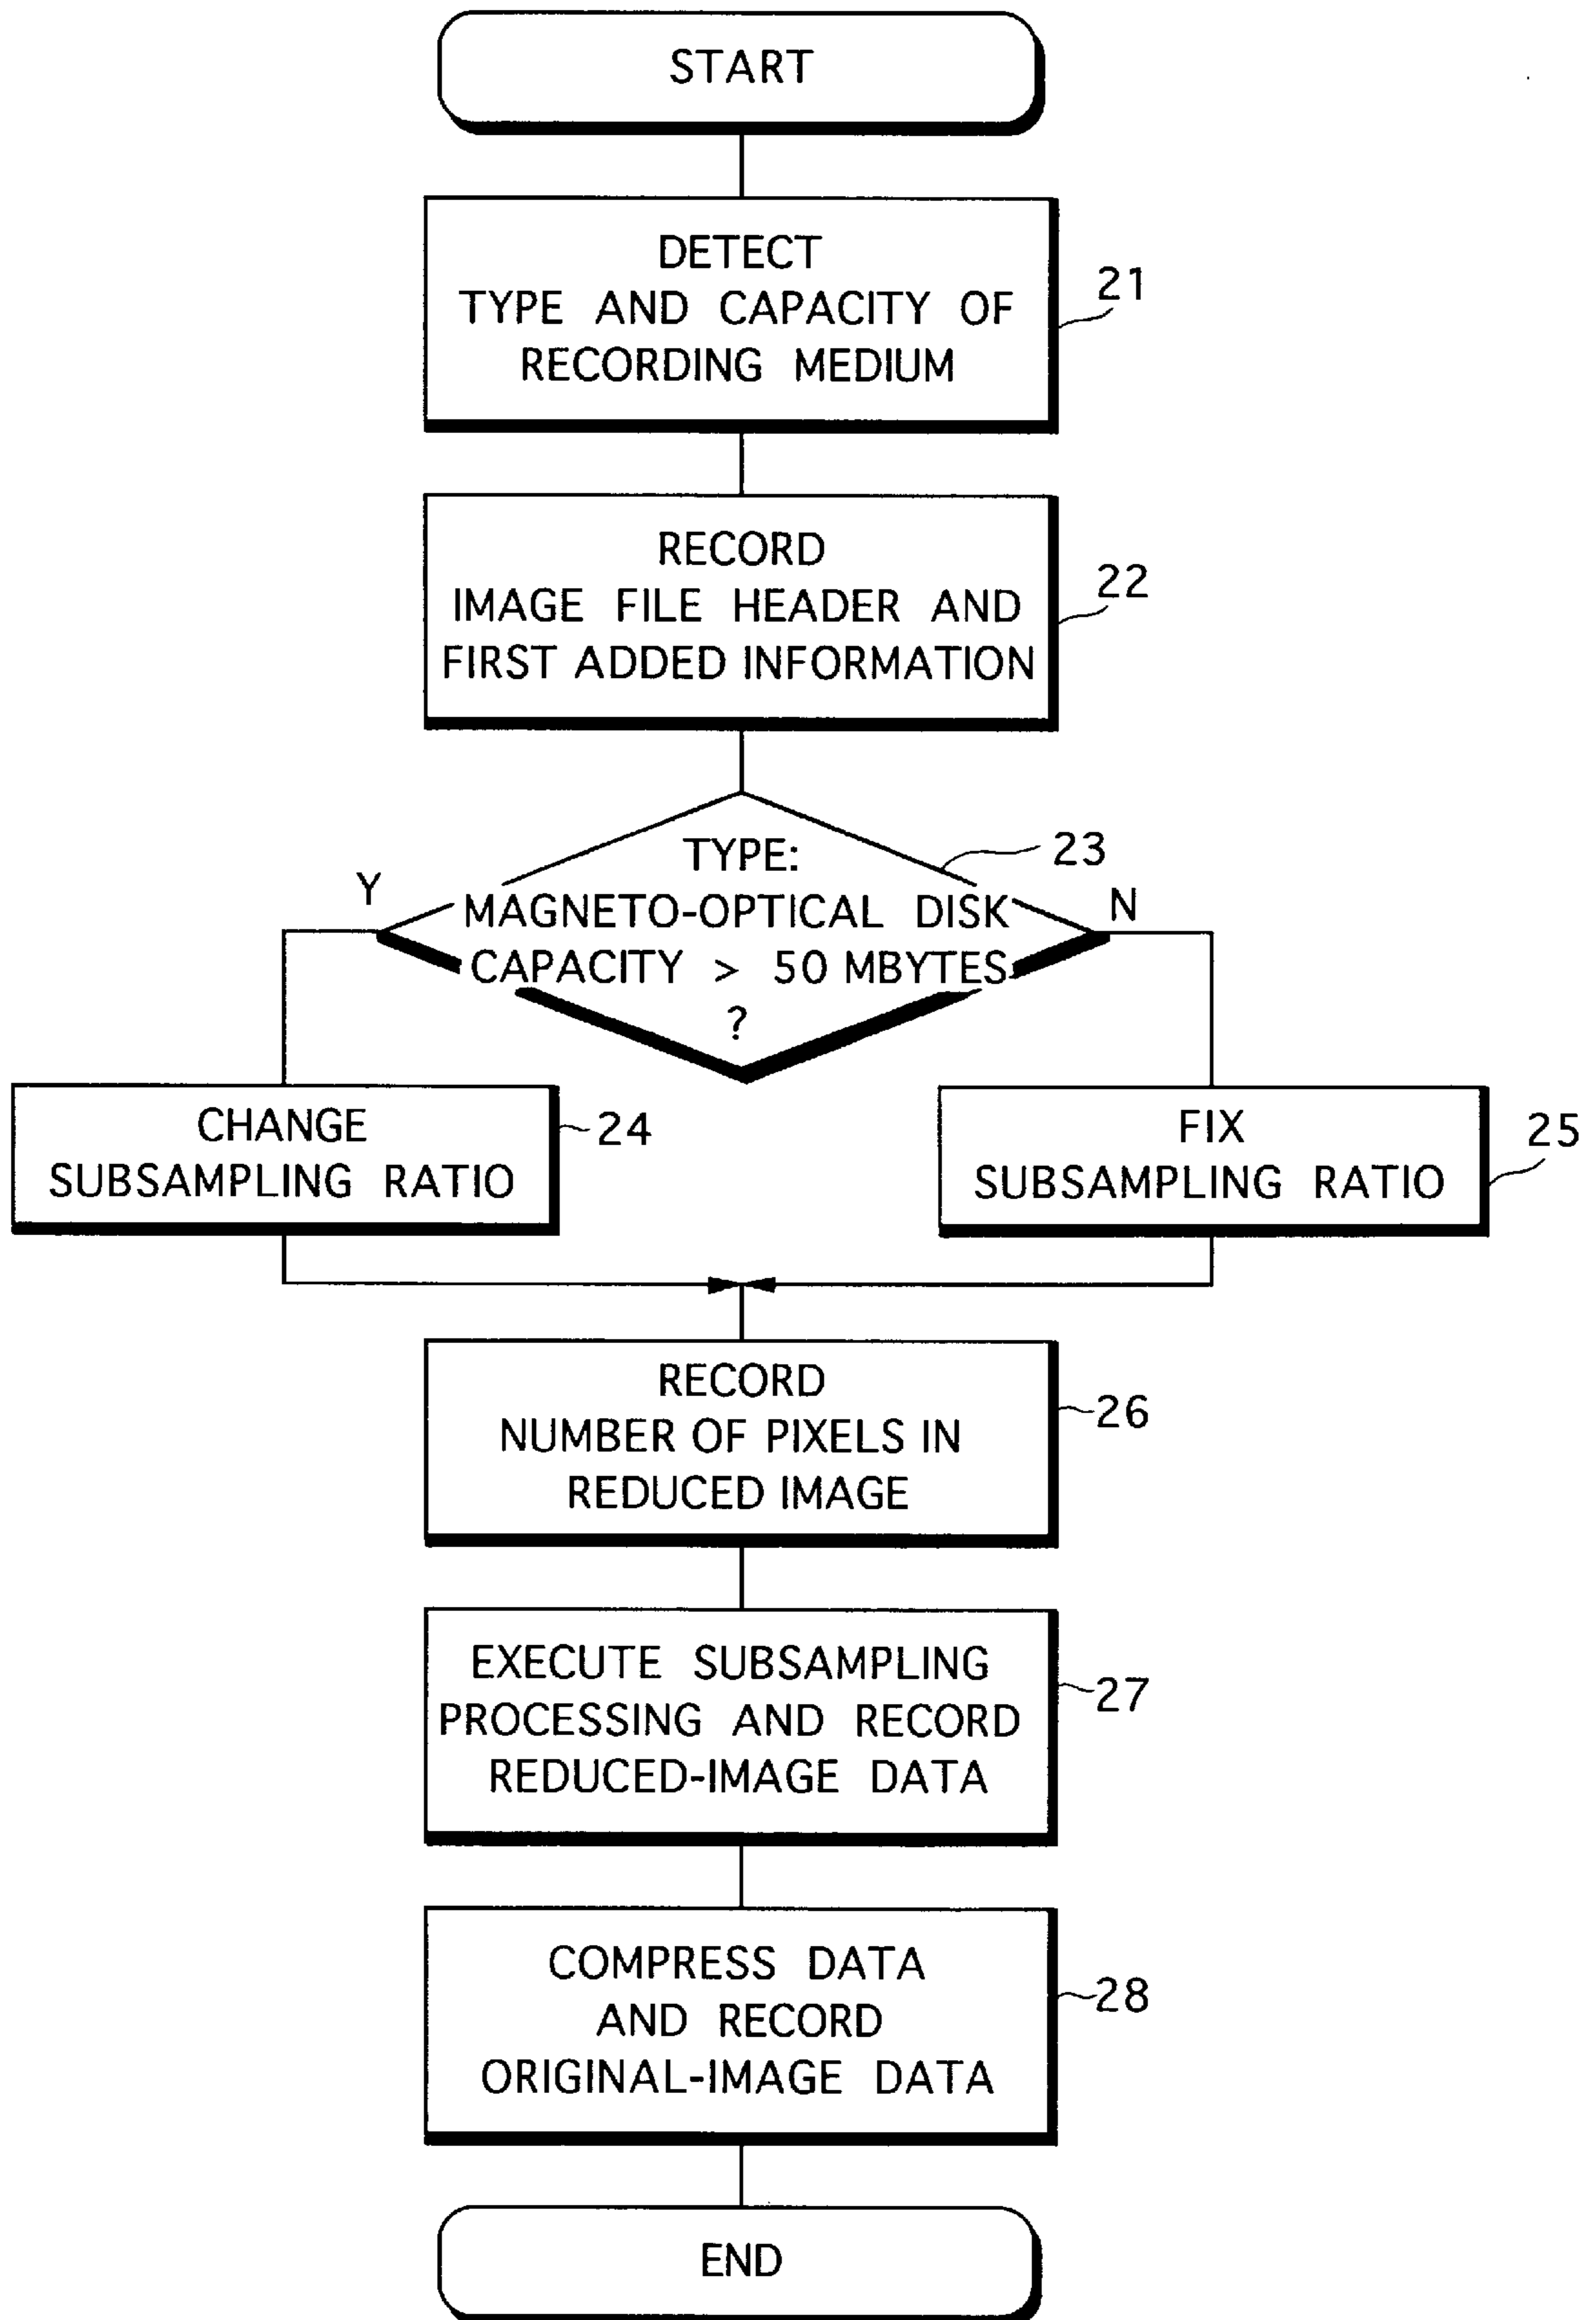 START
DETECT
TYPE AND CAPACITY OF
RECORDING MEDIUM
21
RECORD
IMAGE FILE HEADER AND
FIRST ADDED INFORMATION
22
TYPE:
MAGNETO-OPTICAL DISK
CAPACITY > 50 MBYTES
?
23
Y
N
CHANGE
SUBSAMPLING RATIO
24
FIX
SUBSAMPLING RATIO
25
RECORD
NUMBER OF PIXELS IN
REDUCED IMAGE
26
EXECUTE SUBSAMPLING
PROCESSING AND RECORD
REDUCED-IMAGE DATA
27
COMPRESS DATA
AND RECORD
ORIGINAL-IMAGE DATA
28
END